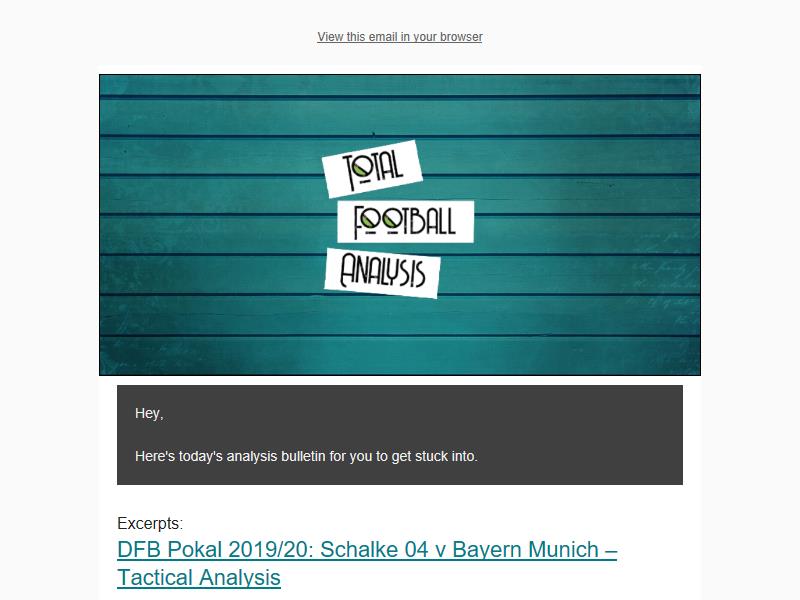 View this email in your browser
TOTAL
FOOTBALL
ANALYSIS
Hey,
Here's today's analysis bulletin for you to get stuck into.
Excerpts:
DFB Pokal 2019/20: Schalke 04 v Bayern Munich –
Tactical Analysis